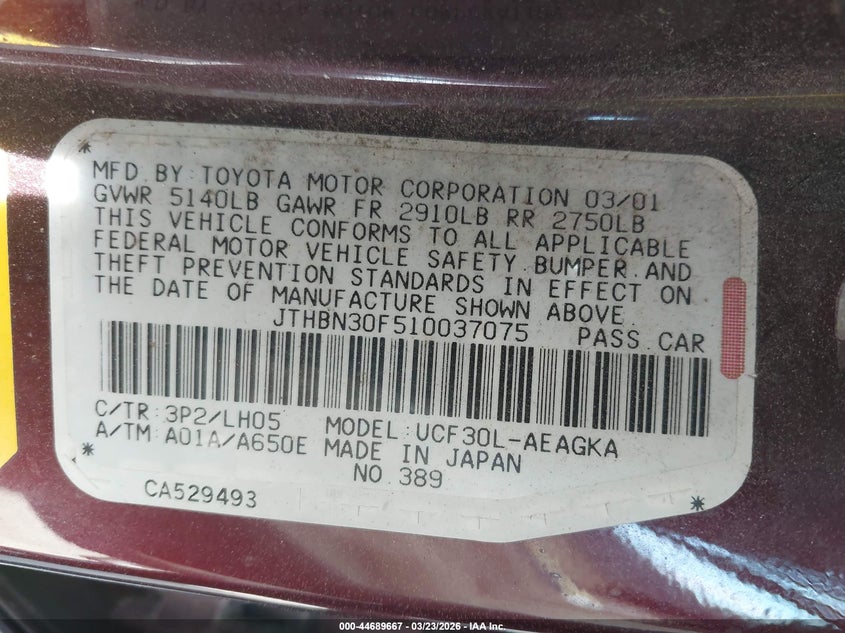 MFD.BY TOYOTA MOTOR CORPORATION 03/01
GVWR 5140LB GAWR FR 2910LB RR 2750LB
THIS VEHICLE CONFORMS TO ALL APPLICABLE
FEDERAL MOTOR VEHICLE SAFETY.BUMPER.AND
THEFT PREVENTION STANDARDS IN EFFECT ON
THE DATE OF MANUFACTURE SHOWN ABOVE.
JTHBN30F510037075 PASS.CAR
C/TR:3P2/LH05 MODEL:UCF30L-AEAGKA
A/TM:A01A/A650E MADE IN JAPAN
NO.389
CA529493
000-44689667 — 03/23/2026 — IAA Inc.